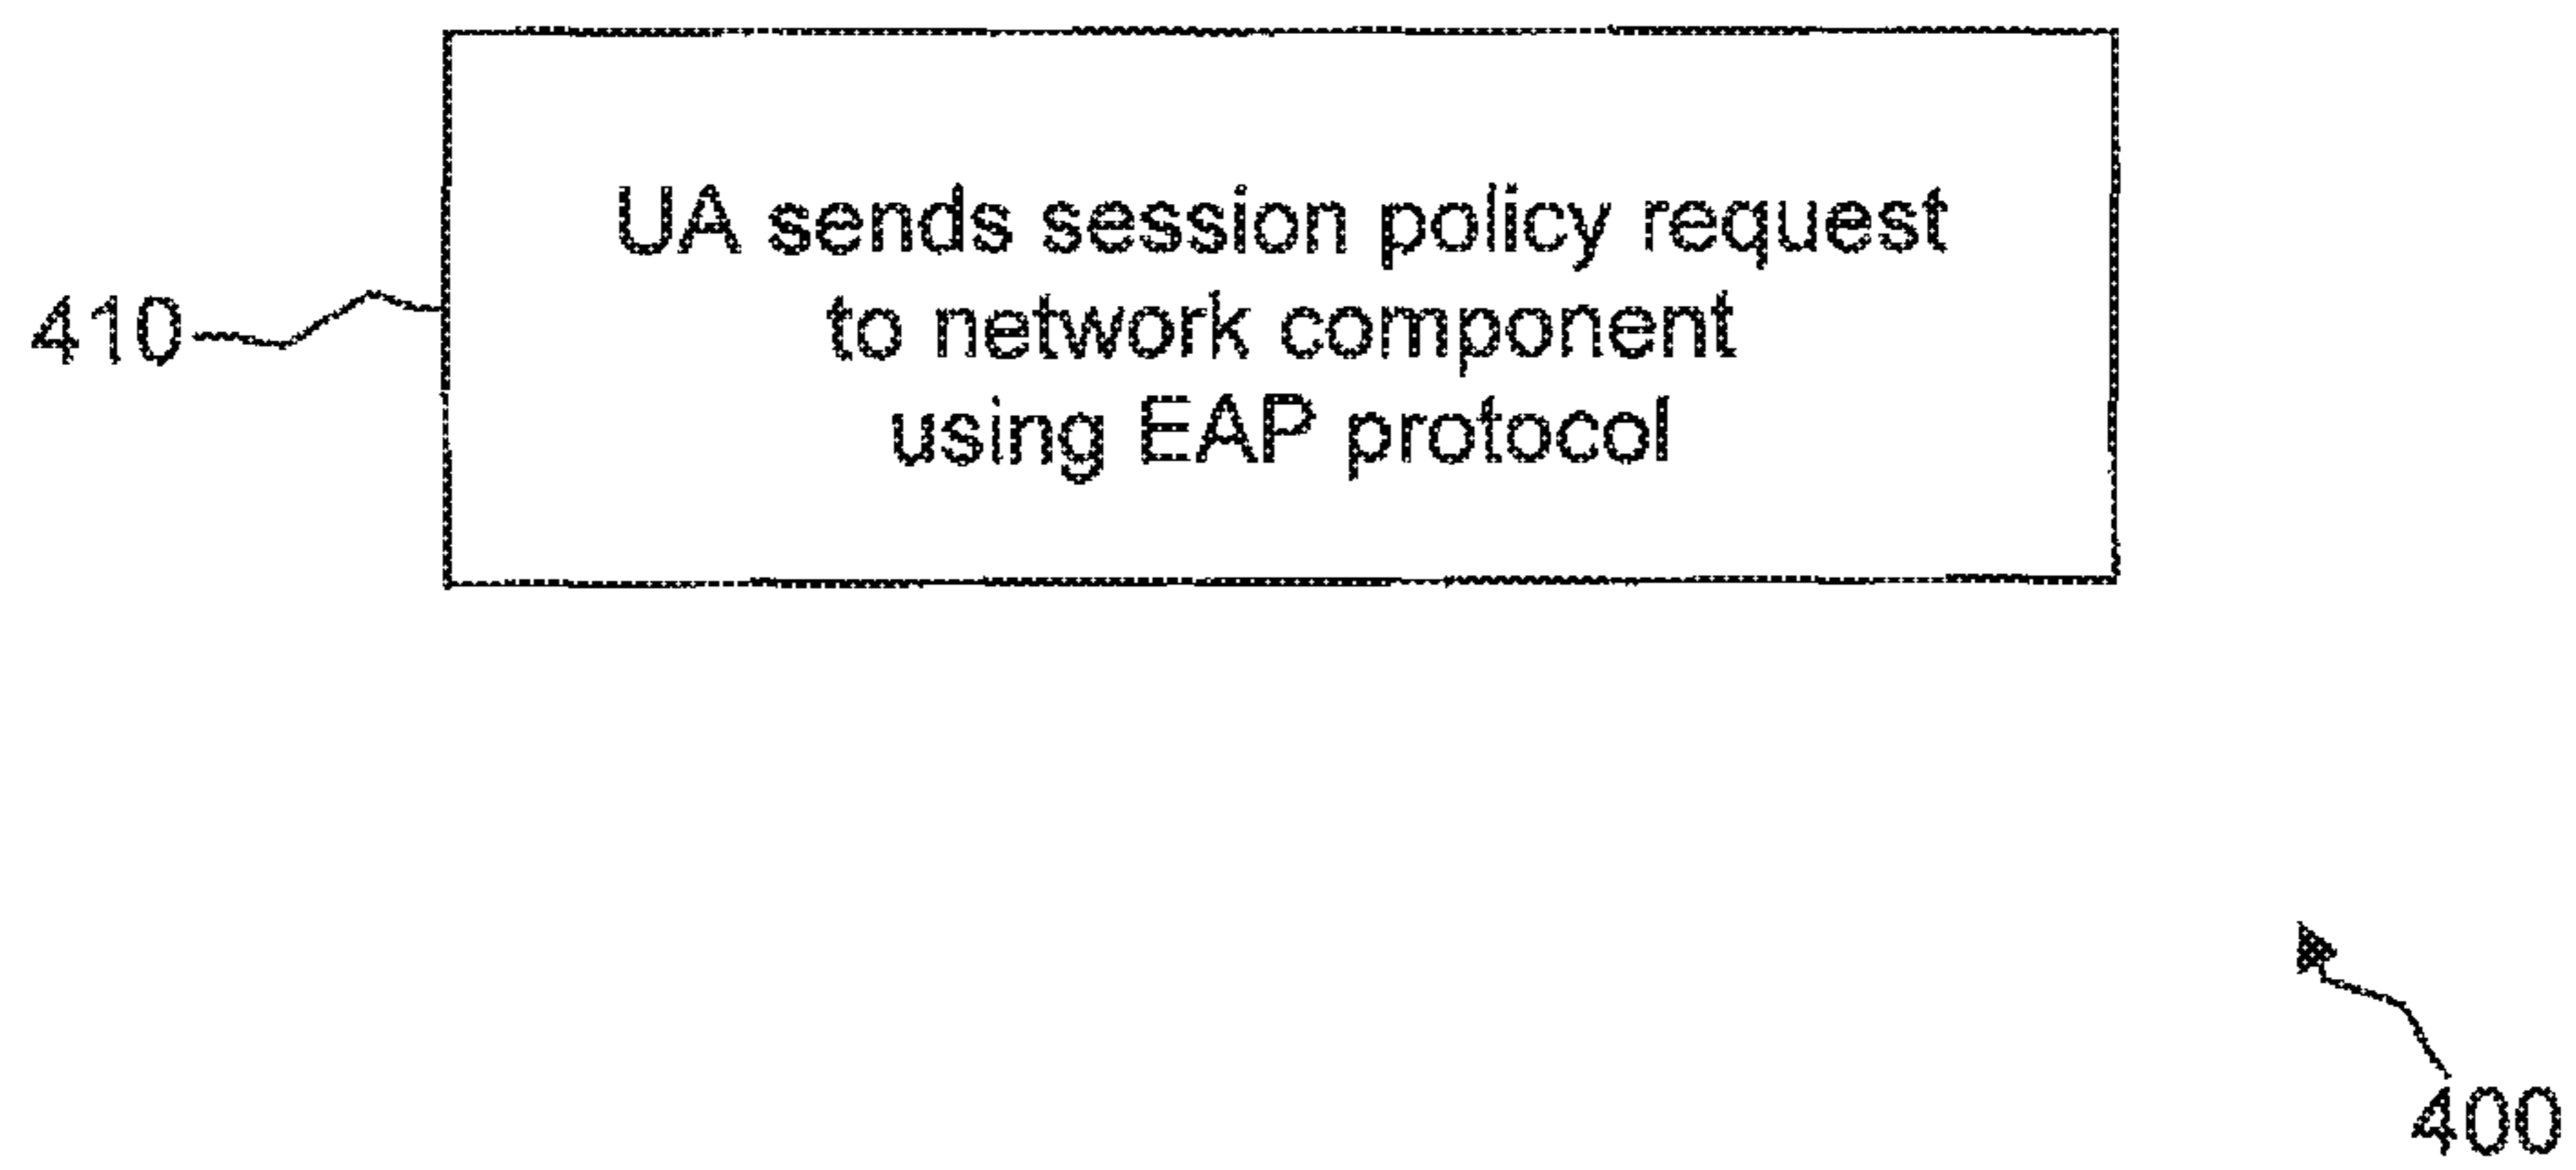 UA sends session policy request
to network component
using EAP protocol
410
400